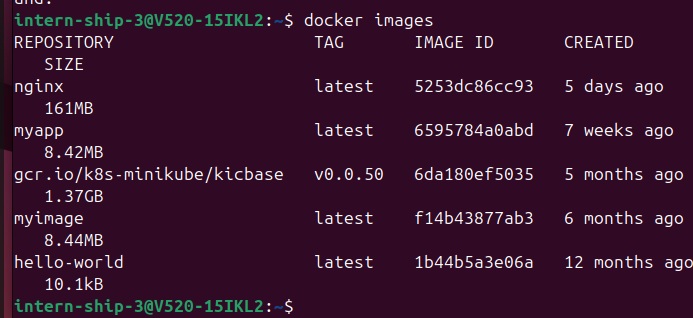 intern-ship-3@V520-15IKL2:~$ docker images
REPOSITORY TAG IMAGE ID CREATED
SIZE
nginx latest 5253dc86cc93 5 days ago
161MB
myapp latest 6595784a0abd 7 weeks ago
8.42MB
gcr.io/k8s-minikube/kicbase v0.0.50 6da180ef5035 5 months ago
1.37GB
myimage latest f14b43877ab3 6 months ago
8.44MB
hello-world latest 1b44b5a3e06a 12 months ago
10.1kB
intern-ship-3@V520-15IKL2:~$